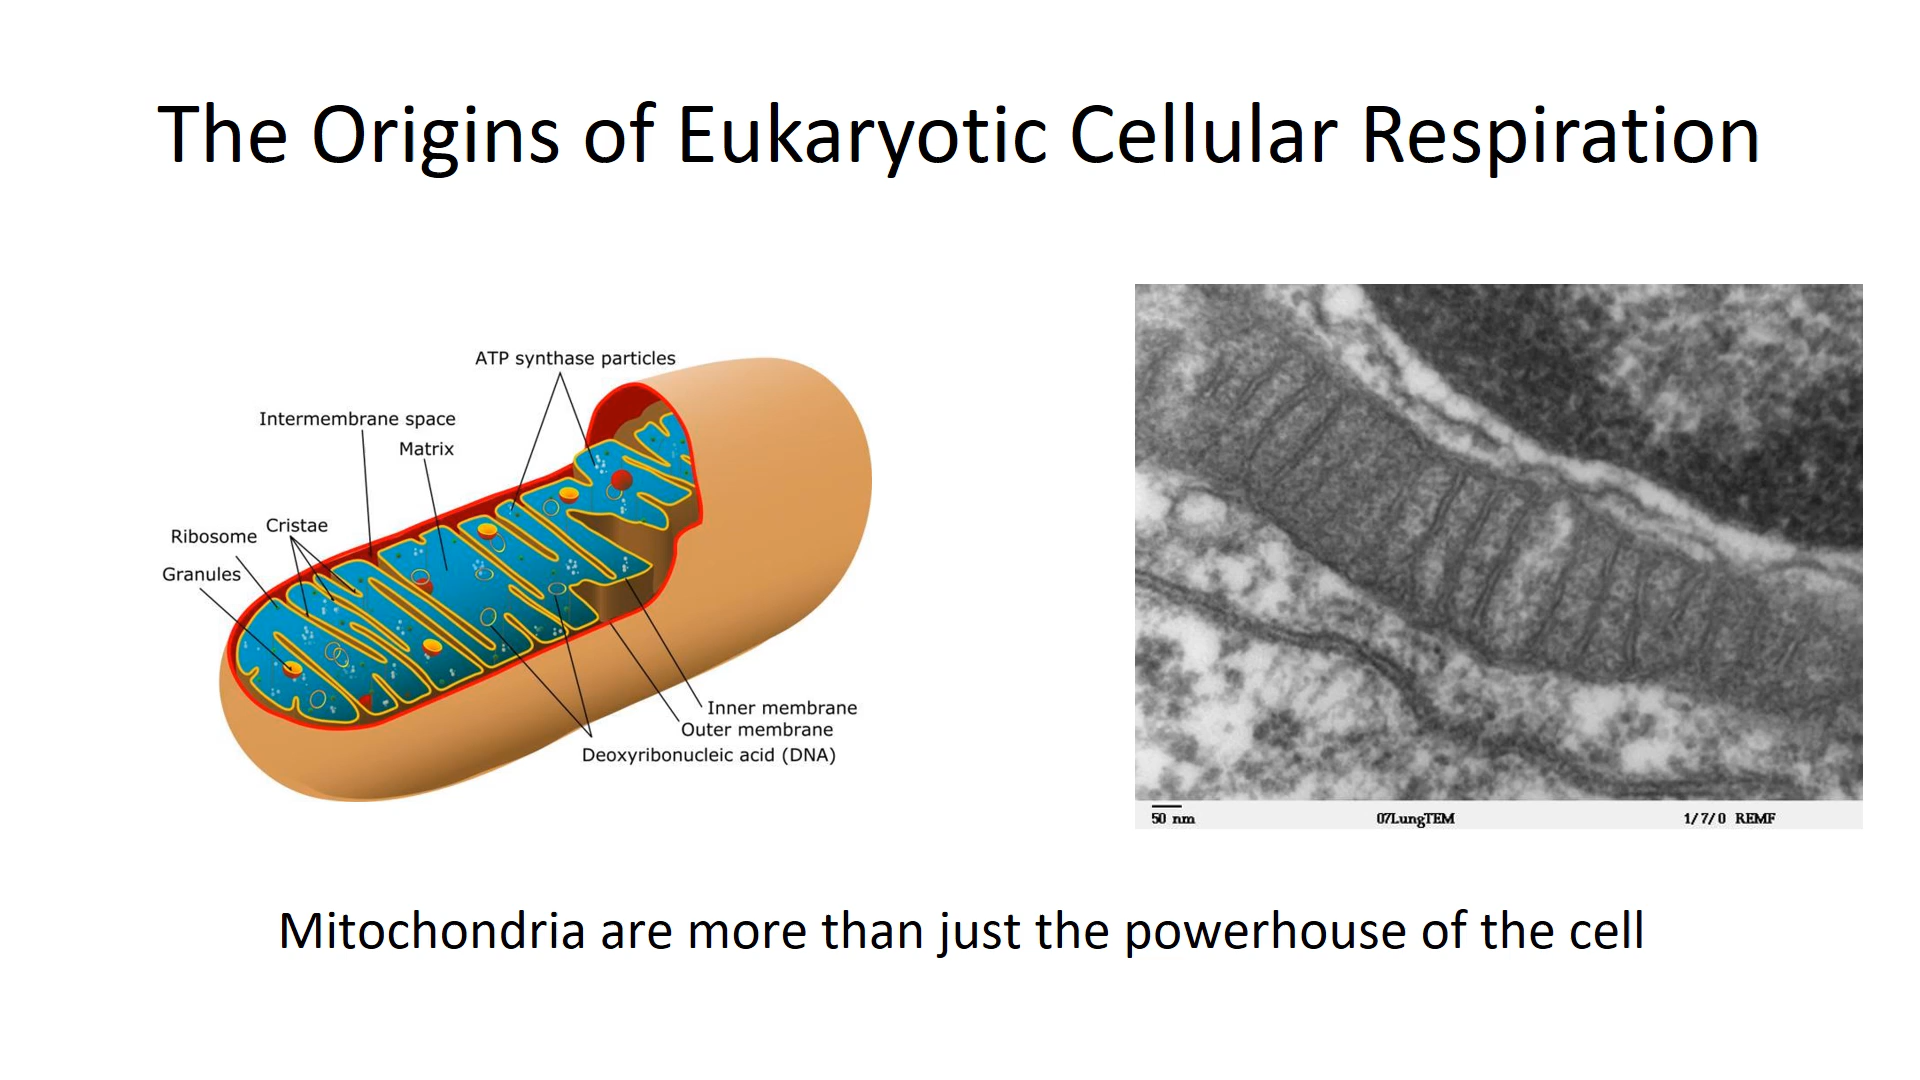 The Origins of Eukaryotic Cellular Respiration
ATP synthase particles
Intermembrane space
Matrix
Cristae
Ribosome
Granules
Inner membrane
Outer membrane
Deoxyribonucleic acid (DNA)
50 nm 07LungTEM 1/7/0 REMF
Mitochondria are more than just the powerhouse of the cell